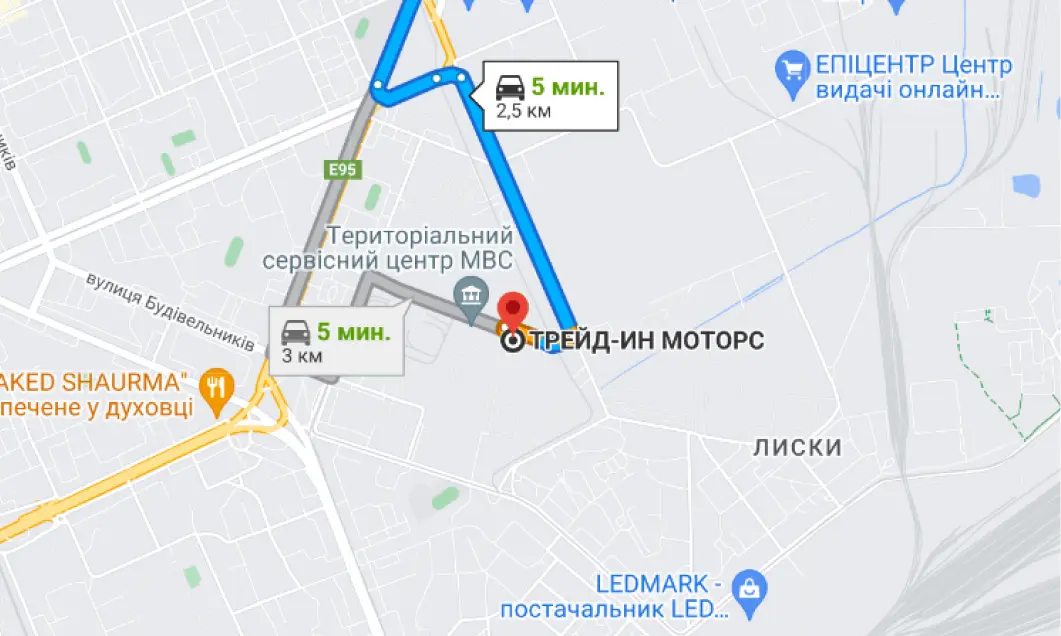 ЕПІЦЕНТР Центр
видачі онлайн...
5 мин.
2,5 км
E95
Територіальний
сервісний центр МВС
вулиця Будівельників
5 мин.
3 км
ТРЕЙД-ИН МОТОРС
AKED SHAURMA"
печене у духовці
ЛИСКИ
LEDMARK -
постачальник LED...